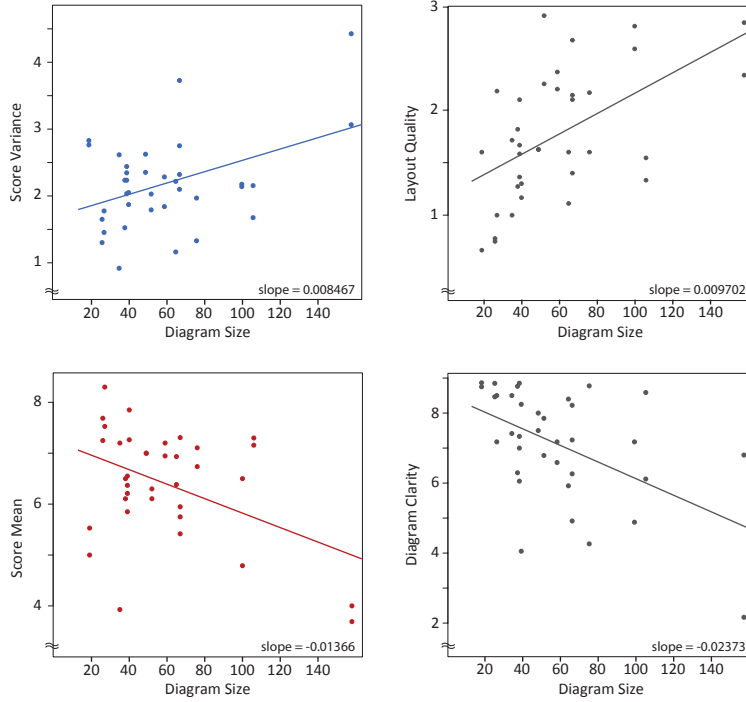 4
3
2
1
Score Variance
slope = 0.008467
20 40 60 80 100 120 140
Diagram Size
3
2
1
Layout Quality
slope = 0.009702
20 40 60 80 100 120 140
Diagram Size
8
6
4
Score Mean
slope = -0.01366
20 40 60 80 100 120 140
Diagram Size
8
6
4
2
Diagram Clarity
slope = -0.02373
20 40 60 80 100 120 140
Diagram Size